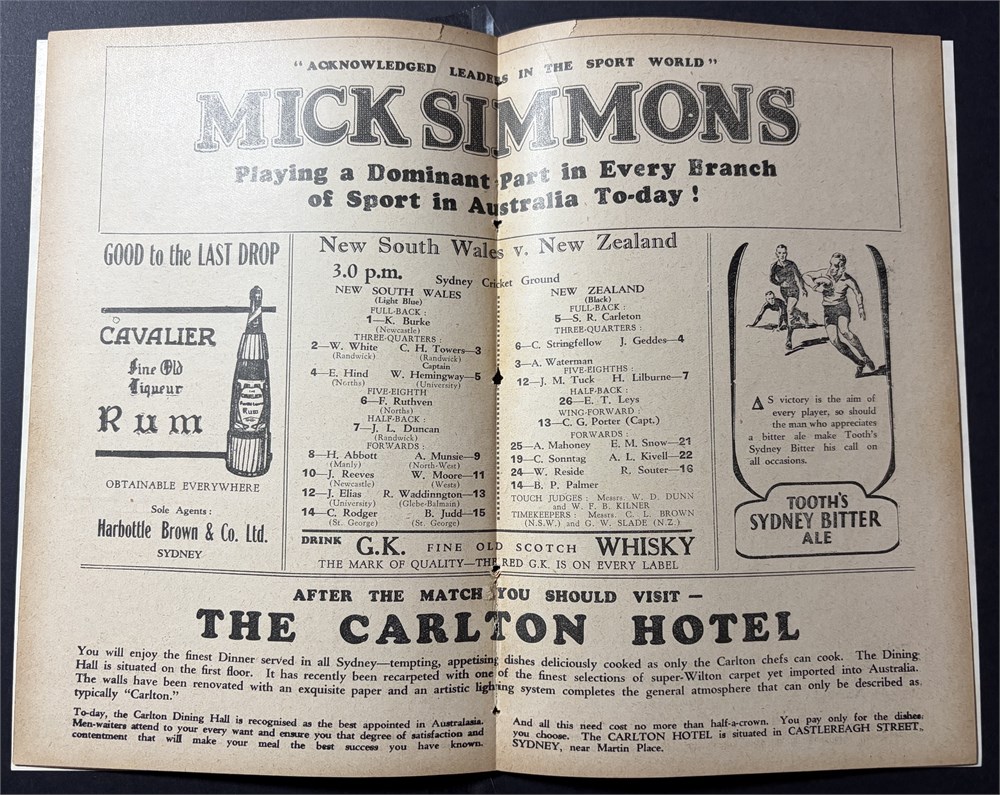 "ACKNOWLEDGED LEADERS IN THE SPORT WORLD"
MICK SIMMONS
Playing a Dominant Part in Every Branch
of Sport in Australia To-day!
GOOD to the LAST DROP
CAVALIER
Fine Old
Liqueur
Rum
CAVALIER
Rum
OBTAINABLE EVERYWHERE
Sole Agents:
Harbottle Brown & Co. Ltd.
SYDNEY
New South Wales v. New Zealand
3.0 p.m.
Sydney Cricket Ground
NEW SOUTH WALES
(Light Blue)
FULL-BACK:
1—K. Burke
(Newcastle)
THREE-QUARTERS:
2—W. White C. H. Towers—3
(Randwick) (Randwick)
Captain
4—E. Hind W. Hemingway—5
(Norths) (University)
FIVE-EIGHTH
6—F. Ruthven
(Norths)
HALF-BACK:
7—J. L. Duncan
(Randwick)
FORWARDS:
8—H. Abbott A. Munsie—9
(Manly) (North-West)
10—J. Reeves W. Moore—11
(Newcastle) (Wests)
12—J. Elias R. Waddinngton—13
(University) (Glebe-Balmain)
14—C. Rodger B. Judd—15
(St. George) (St. George)
NEW ZEALAND
(Black)
FULL-BACK:
5—S. R. Carleton
THREE-QUARTERS:
6—C. Stringfellow J. Geddes—4
3—A. Waterman
FIVE-EIGHTHS:
12—J. M. Tuck H. Lilburne—7
HALF-BACK:
26—E. T. Leys
WING-FORWARD:
13—C. G. Porter (Capt.)
FORWARDS:
25—A. Mahoney E. M. Snow—21
19—C. Sonntag A. L. Kivell—22
24—W. Reside R. Souter—16
14—B. P. Palmer
TOUCH JUDGES: Messrs. W. D. DUNN
and W. F. B. KILNER
TIMEKEEPERS: Messrs. C. L. BROWN
(N.S.W.) and G. W. SLADE (N.Z.)
DRINK G.K. FINE OLD SCOTCH WHISKY
THE MARK OF QUALITY—THE RED G.K. IS ON EVERY LABEL
AS victory is the aim of
every player, so should
the man who appreciates
a bitter ale make Tooth's
Sydney Bitter his call on
all occasions.
TOOTH'S
SYDNEY BITTER
ALE
AFTER THE MATCH YOU SHOULD VISIT —
THE CARLTON HOTEL
You will enjoy the finest Dinner served in all Sydney—tempting, appetising dishes deliciously cooked as only the Carlton chefs can cook. The Dining
Hall is situated on the first floor. It has recently been recarpeted with one of the finest selections of super-Wilton carpet yet imported into Australia.
The walls have been renovated with an exquisite paper and an artistic lighting system completes the general atmosphere that can only be described as
typically "Carlton."
To-day, the Carlton Dining Hall is recognised as the best appointed in Australasia.
Men-waiters attend to your every want and ensure you that degree of satisfaction and
contentment that will make your meal the best success you have known.
And all this need cost no more than half-a-crown. You pay only for the dishes
you choose. The CARLTON HOTEL is situated in CASTLEREAGH STREET,
SYDNEY, near Martin Place.